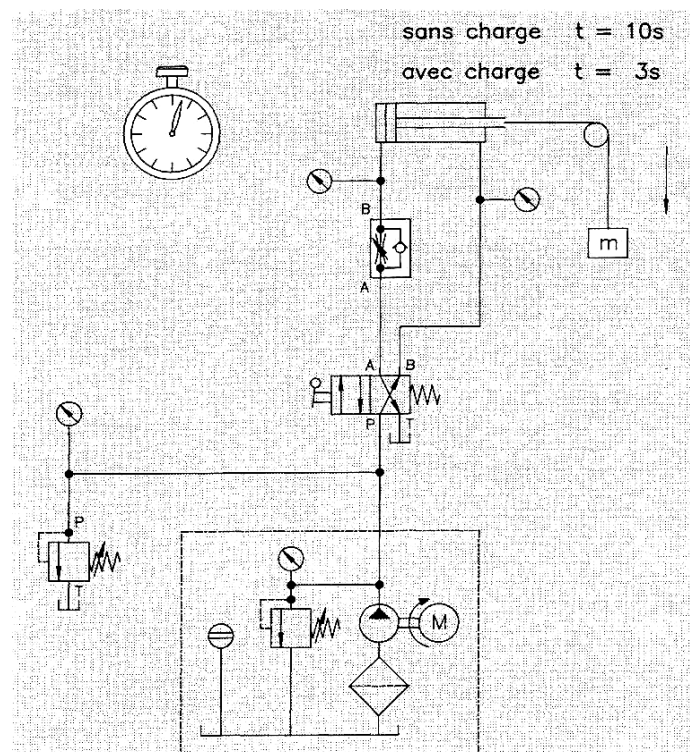 sans charge t = 10s
avec charge t = 3s
B
m
A
A B
P T
P
T
M